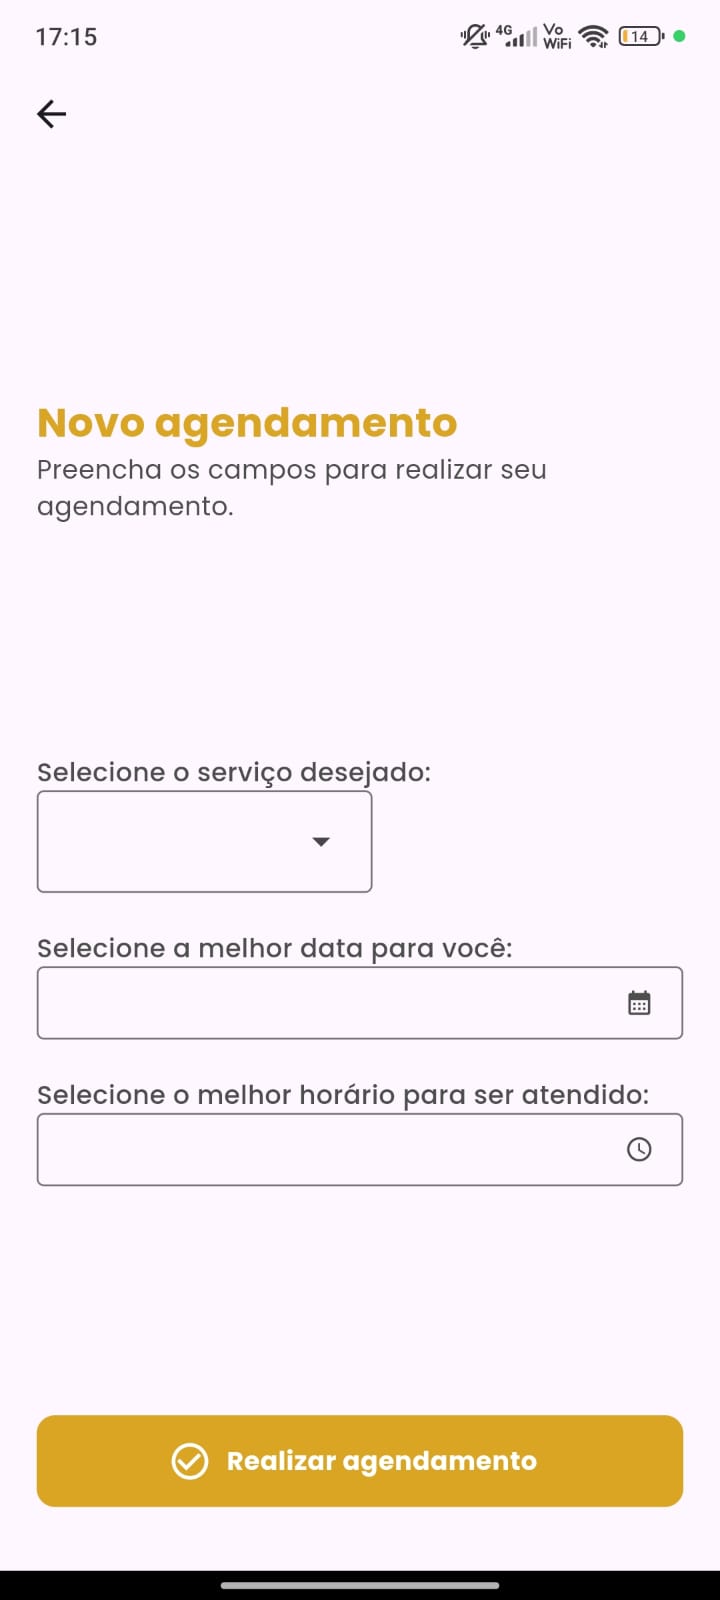 17:15
4G Vo WiFi 14
Novo agendamento
Preencha os campos para realizar seu
agendamento.
Selecione o serviço desejado:
Selecione a melhor data para você:
Selecione o melhor horário para ser atendido:
Realizar agendamento